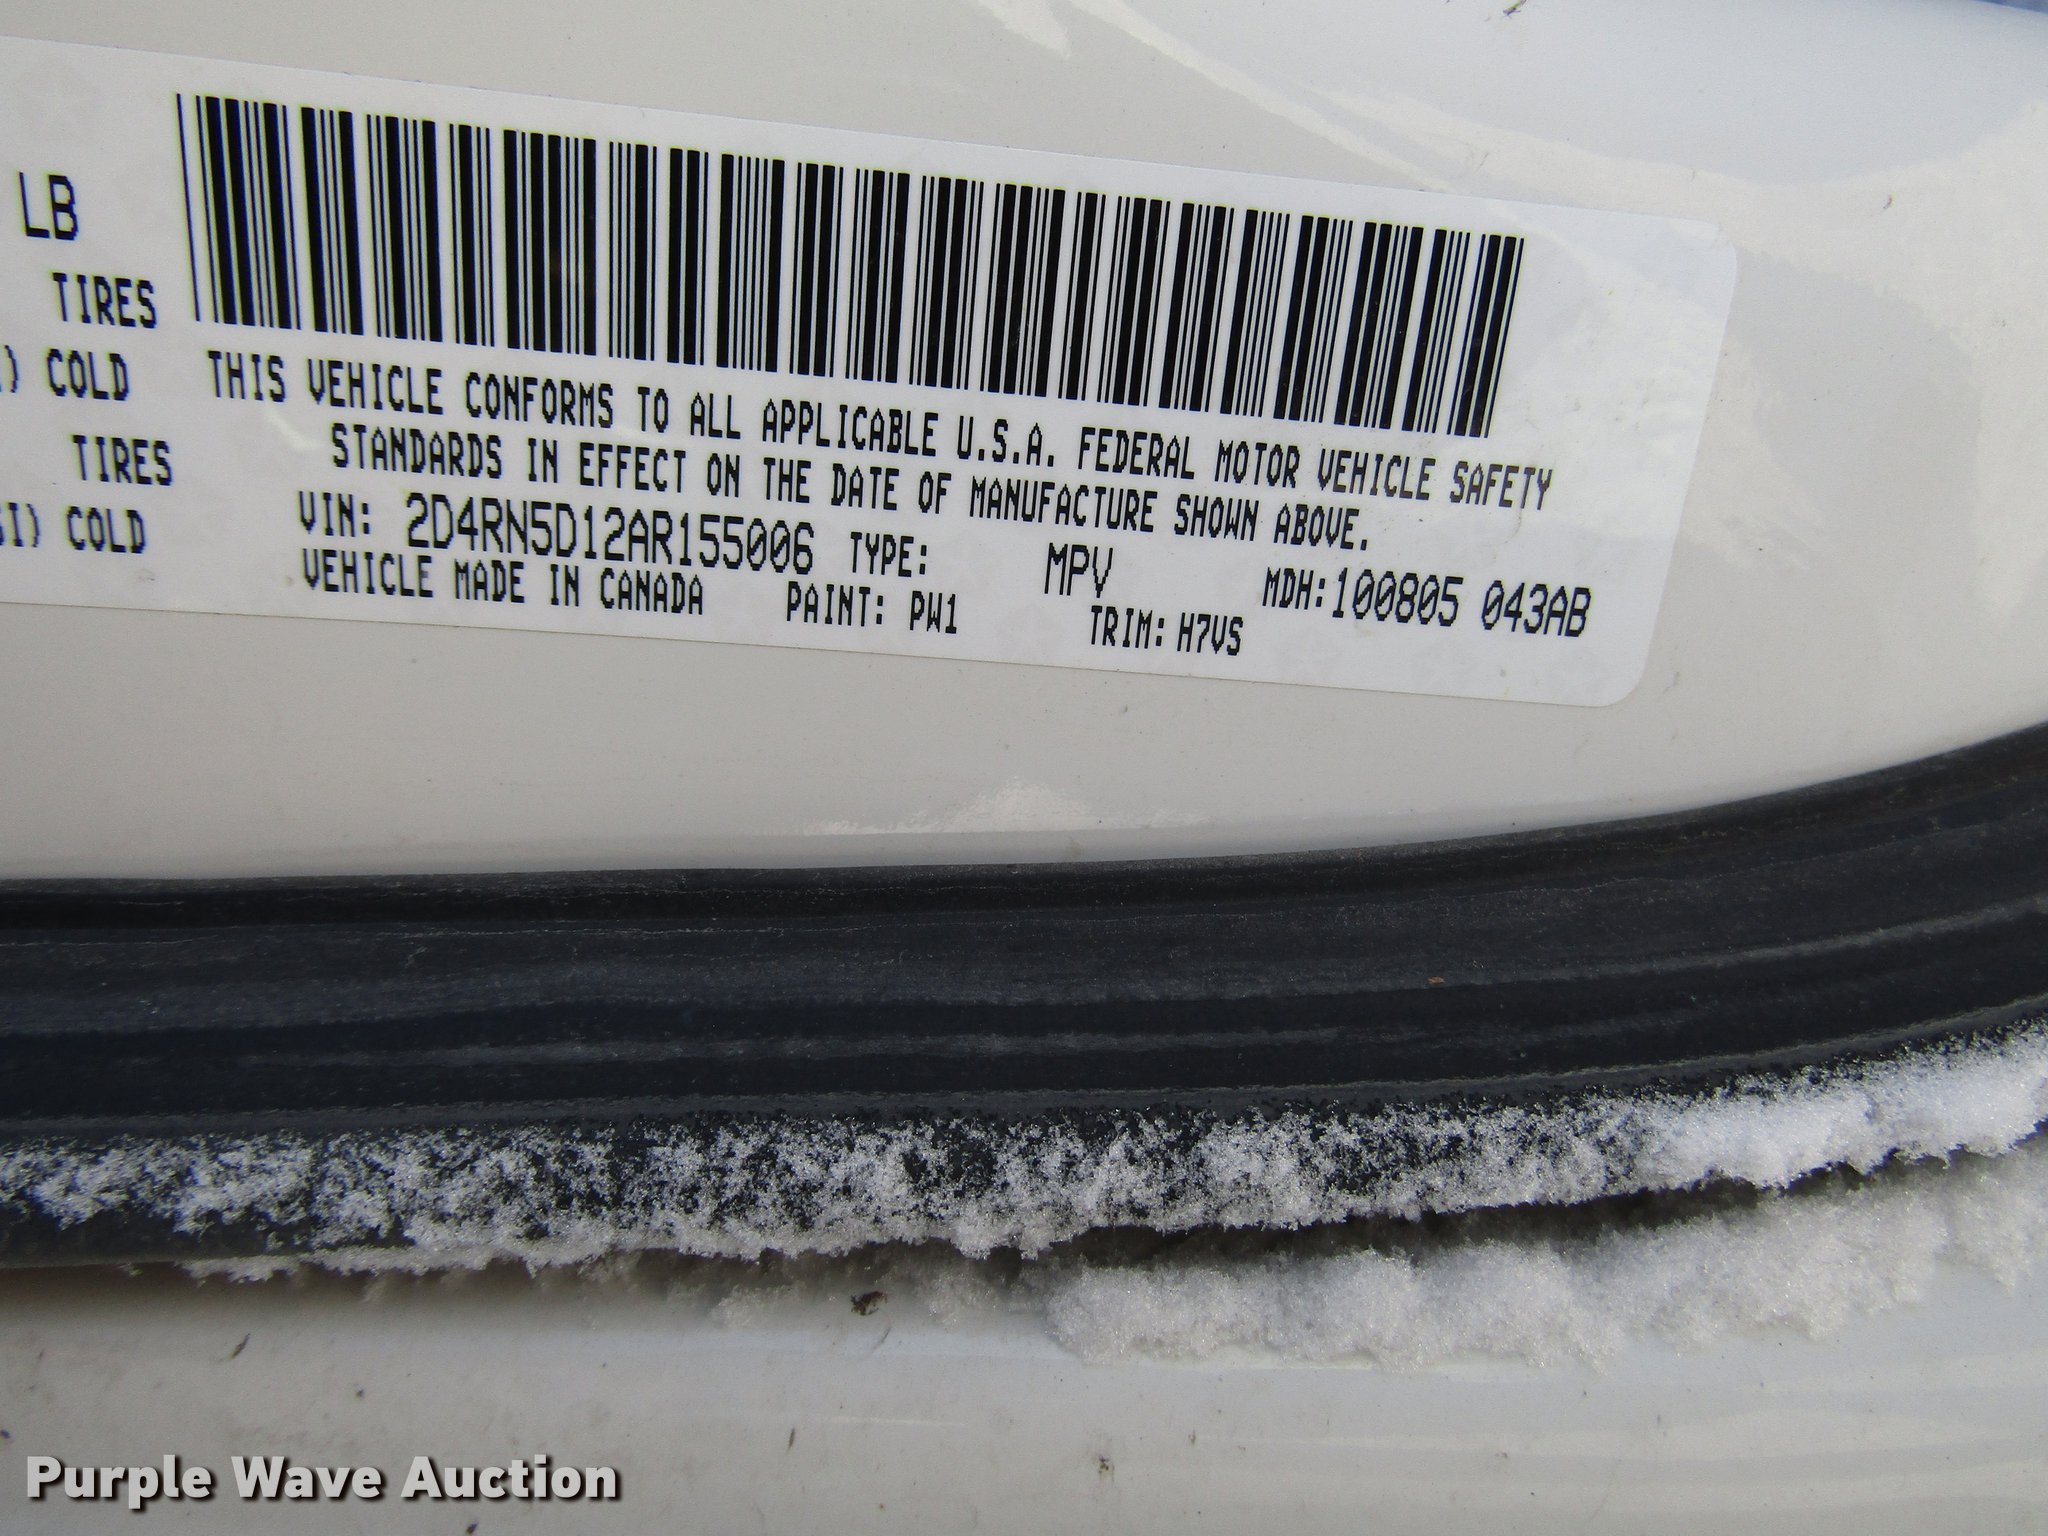 LB
TIRES
) COLD
TIRES
SI) COLD
THIS VEHICLE CONFORMS TO ALL APPLICABLE U.S.A. FEDERAL MOTOR VEHICLE SAFETY
STANDARDS IN EFFECT ON THE DATE OF MANUFACTURE SHOWN ABOVE.
VIN: 2D4RN5D12AR155006 TYPE: MPV MDH:100805 043AB
VEHICLE MADE IN CANADA PAINT: PW1 TRIM: H7VS
Purple Wave Auction